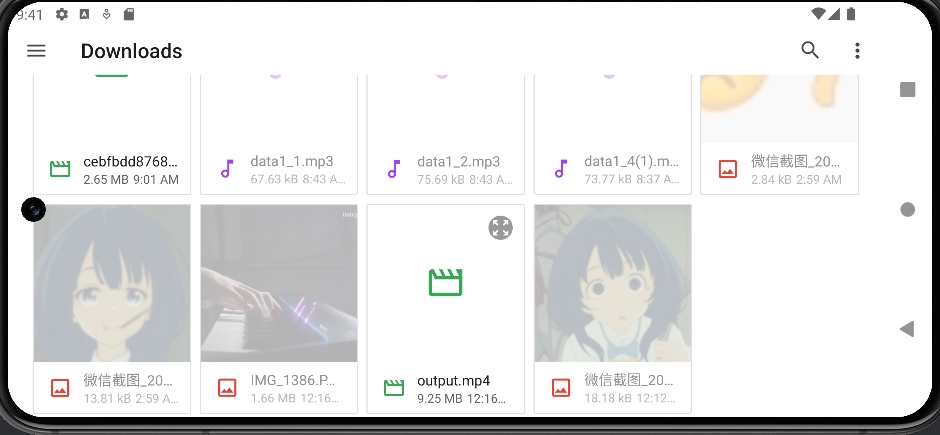 9:41
Downloads
cebfbdd8768...
2.65 MB 9:01 AM
data1_1.mp3
67.63 kB 8:43 A...
data1_2.mp3
75.69 kB 8:43 A...
data1_4(1).m...
73.77 kB 8:37 A...
微信截图_20...
2.84 kB 2:59 AM
微信截图_20...
13.81 kB 2:59 A...
IMG_1386.P...
1.66 MB 12:16...
output.mp4
9.25 MB 12:16...
微信截图_20...
18.18 kB 12:12...